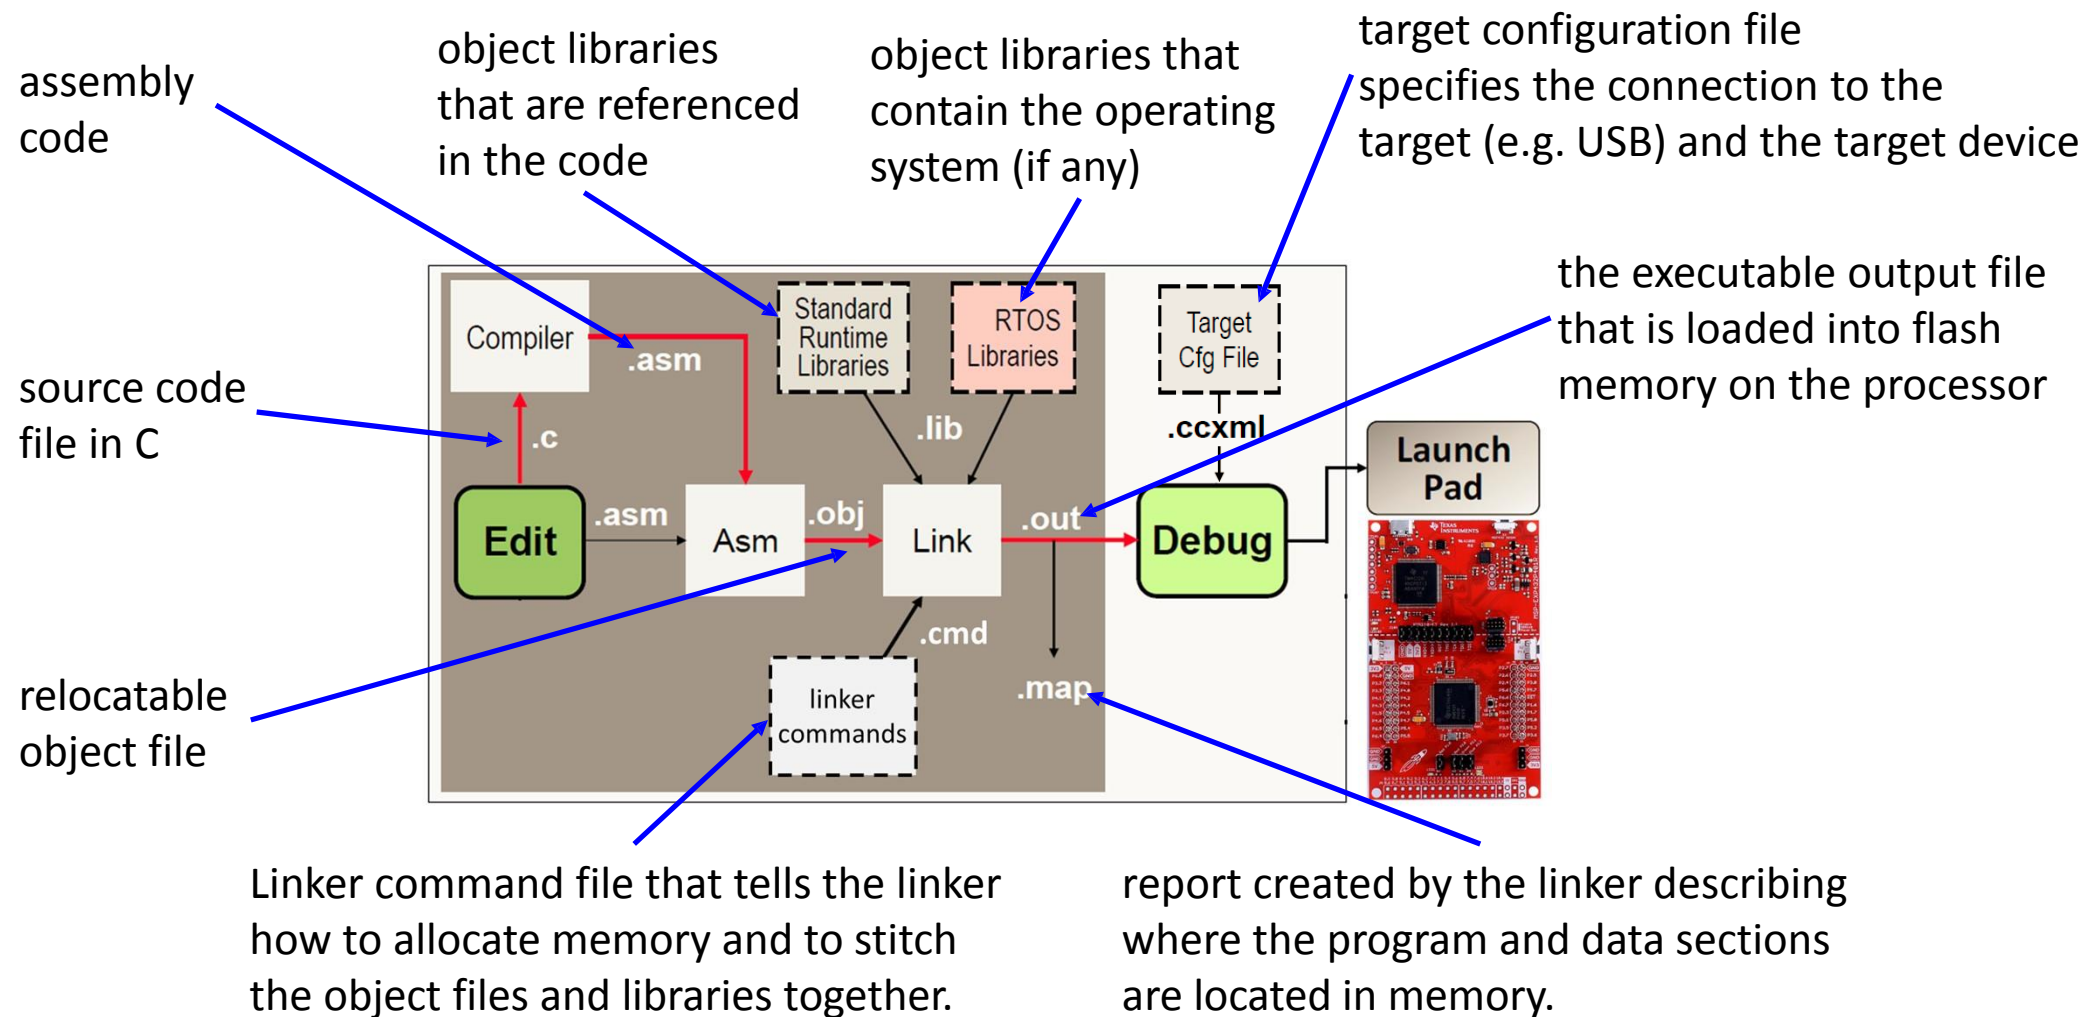 assembly
code
object libraries
that are referenced
in the code
object libraries that
contain the operating
system (if any)
target configuration file
specifies the connection to the
target (e.g. USB) and the target device
the executable output file
that is loaded into flash
memory on the processor
source code
file in C
relocatable
object file
Compiler
.asm
Standard
Runtime
Libraries
RTOS
Libraries
Target
Cfg File
.c
.lib
.ccxml
Launch
Pad
Edit
.asm
Asm
.obj
Link
.out
Debug
.cmd
.map
linker
commands
TEXAS
INSTRUMENTS
Linker command file that tells the linker
how to allocate memory and to stitch
the object files and libraries together.
report created by the linker describing
where the program and data sections
are located in memory.